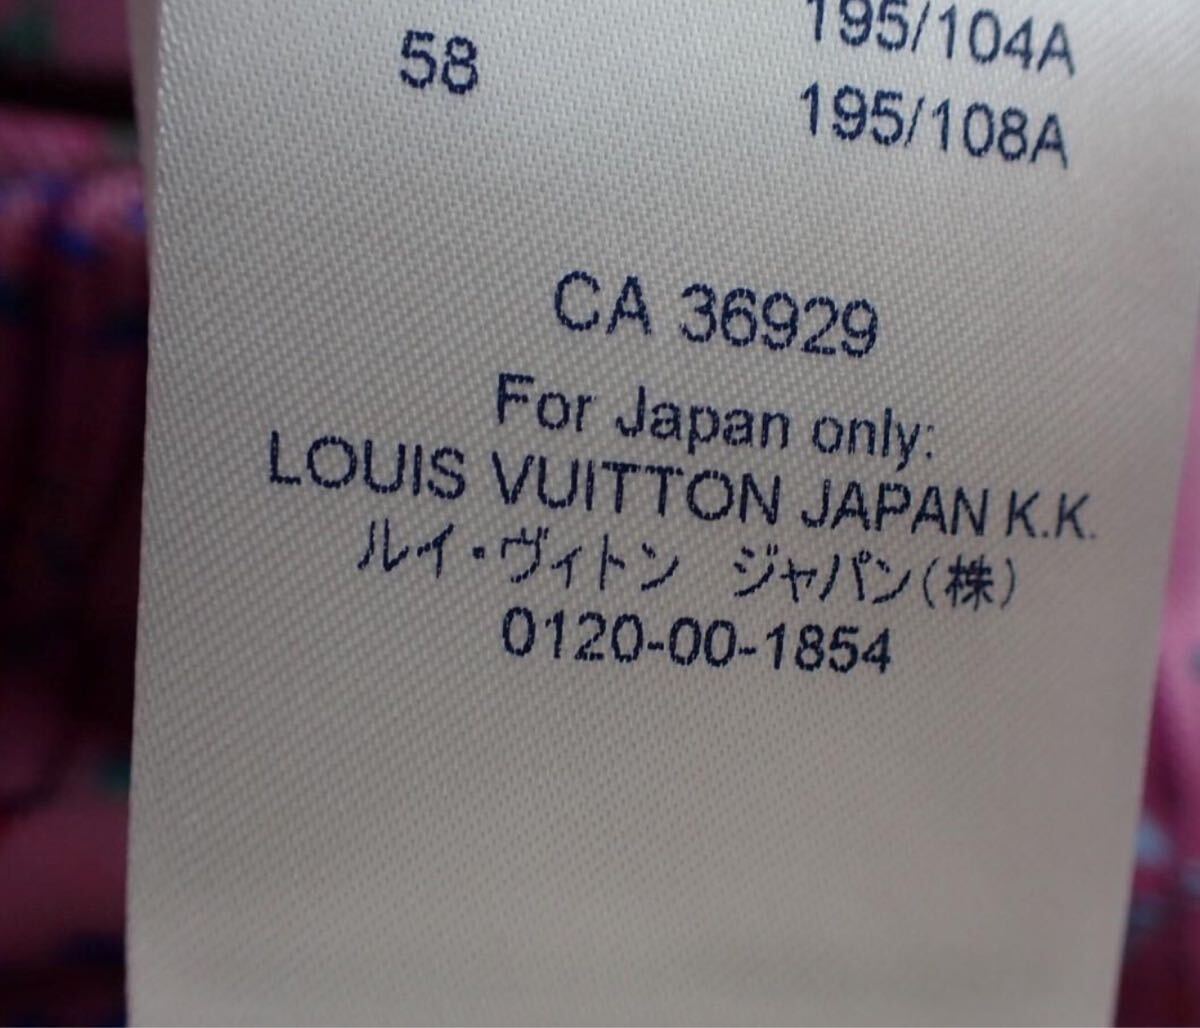 195/104A
58 195/108A
CA 36929
For Japan only:
LOUIS VUITTON JAPAN K.K.
ルイ・ヴィトン ジャパン(株)
0120-00-1854